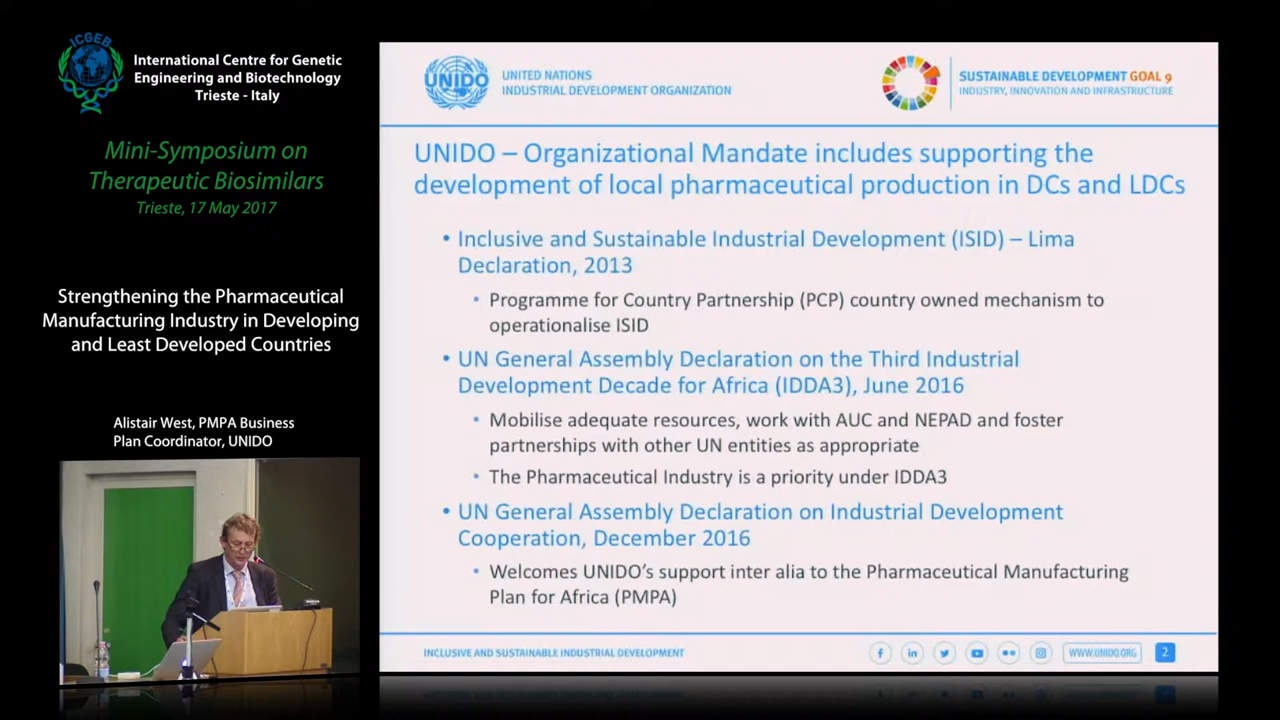 ICGEB
International Centre for Genetic
Engineering and Biotechnology
Trieste - Italy
Mini-Symposium on
Therapeutic Biosimilars
Trieste, 17 May 2017
Strengthening the Pharmaceutical
Manufacturing Industry in Developing
and Least Developed Countries
Alistair West, PMPA Business
Plan Coordinator, UNIDO
UNIDO
UNITED NATIONS
INDUSTRIAL DEVELOPMENT ORGANIZATION
SUSTAINABLE DEVELOPMENT GOAL 9
INDUSTRY, INNOVATION AND INFRASTRUCTURE
UNIDO – Organizational Mandate includes supporting the
development of local pharmaceutical production in DCs and LDCs
• Inclusive and Sustainable Industrial Development (ISID) – Lima
Declaration, 2013
• Programme for Country Partnership (PCP) country owned mechanism to
operationalise ISID
• UN General Assembly Declaration on the Third Industrial
Development Decade for Africa (IDDA3), June 2016
• Mobilise adequate resources, work with AUC and NEPAD and foster
partnerships with other UN entities as appropriate
• The Pharmaceutical Industry is a priority under IDDA3
• UN General Assembly Declaration on Industrial Development
Cooperation, December 2016
• Welcomes UNIDO's support inter alia to the Pharmaceutical Manufacturing
Plan for Africa (PMPA)
INCLUSIVE AND SUSTAINABLE INDUSTRIAL DEVELOPMENT
WWW.UNIDO.ORG
2